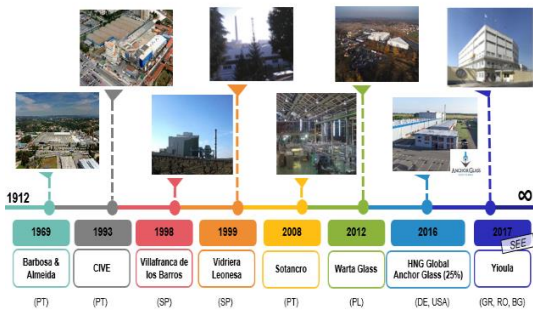 ANCHOR GLASS
1912
∞
1969
1993
1998
1999
2008
2012
2016
2017
SEE
Barbosa &
Almeida
CIVE
Villafranca de
los Barros
Vidriera
Leonesa
Sotancro
Warta Glass
HNG Global
Anchor Glass (25%)
Yioula
(PT)
(PT)
(SP)
(SP)
(PT)
(PL)
(DE, USA)
(GR, RO, BG)